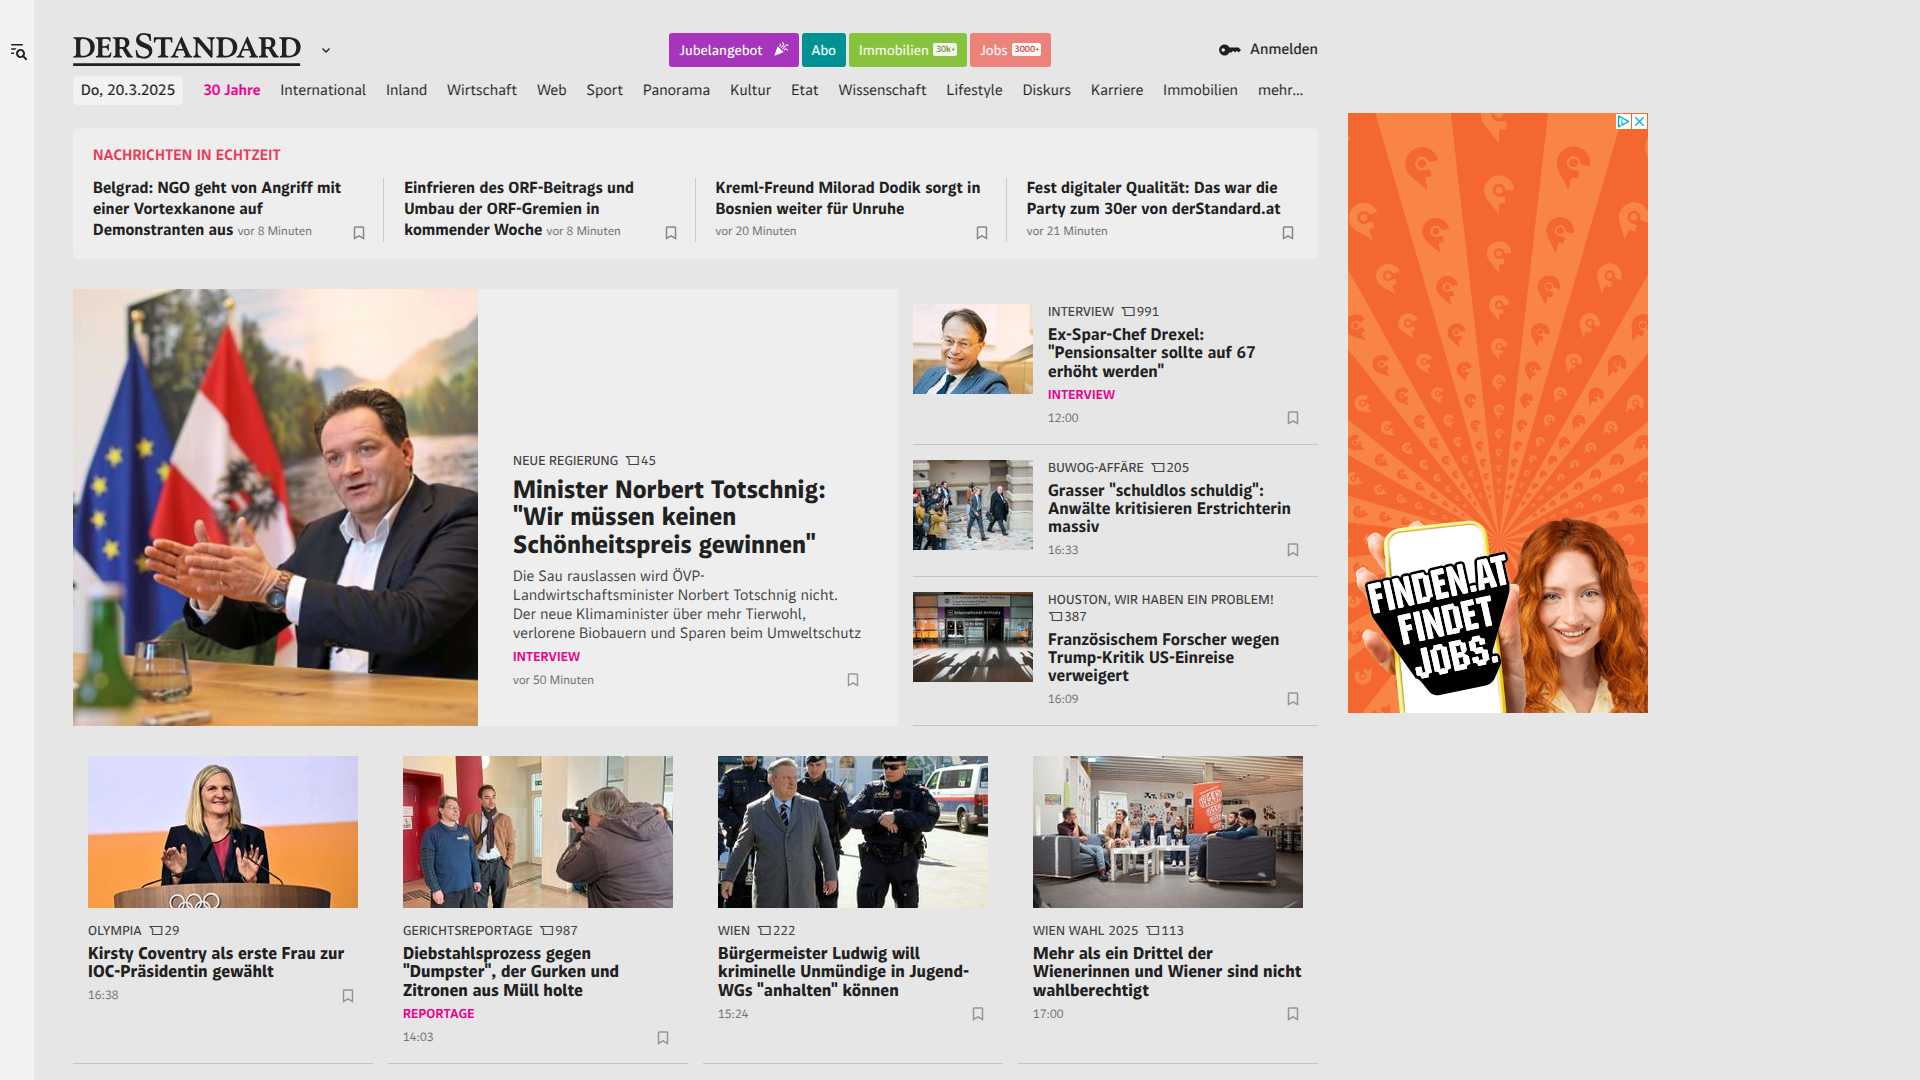 DERSTANDARD
Jubelangebot
Abo
Immobilien 30k+
Jobs 3000+
Anmelden
Do, 20.3.2025
30 Jahre
International
Inland
Wirtschaft
Web
Sport
Panorama
Kultur
Etat
Wissenschaft
Lifestyle
Diskurs
Karriere
Immobilien
mehr...
NACHRICHTEN IN ECHTZEIT
Belgrad: NGO geht von Angriff mit
einer Vortexkanone auf
Demonstranten aus vor 8 Minuten
Einfrieren des ORF-Beitrags und
Umbau der ORF-Gremien in
kommender Woche vor 8 Minuten
Kreml-Freund Milorad Dodik sorgt in
Bosnien weiter für Unruhe
vor 20 Minuten
Fest digitaler Qualität: Das war die
Party zum 30er von derStandard.at
vor 21 Minuten
NEUE REGIERUNG 45
Minister Norbert Totschnig:
"Wir müssen keinen
Schönheitspreis gewinnen"
Die Sau rauslassen wird ÖVP-
Landwirtschaftsminister Norbert Totschnig nicht.
Der neue Klimaminister über mehr Tierwohl,
verlorene Biobauern und Sparen beim Umweltschutz
INTERVIEW
vor 50 Minuten
INTERVIEW 991
Ex-Spar-Chef Drexel:
"Pensionsalter sollte auf 67
erhöht werden"
INTERVIEW
12:00
BUWOG-AFFÄRE 205
Grasser "schuldlos schuldig":
Anwälte kritisieren Erstrichterin
massiv
16:33
HOUSTON, WIR HABEN EIN PROBLEM!
387
Französischem Forscher wegen
Trump-Kritik US-Einreise
verweigert
16:09
FINDEN.AT
FINDET
JOBS.
OLYMPIA 29
Kirsty Coventry als erste Frau zur
IOC-Präsidentin gewählt
16:38
GERICHTSREPORTAGE 987
Diebstahlsprozess gegen
"Dumpster", der Gurken und
Zitronen aus Müll holte
REPORTAGE
14:03
WIEN 222
Bürgermeister Ludwig will
kriminelle Unmündige in Jugend-
WGs "anhalten" können
15:24
WIEN WAHL 2025 113
Mehr als ein Drittel der
Wienerinnen und Wiener sind nicht
wahlberechtigt
17:00